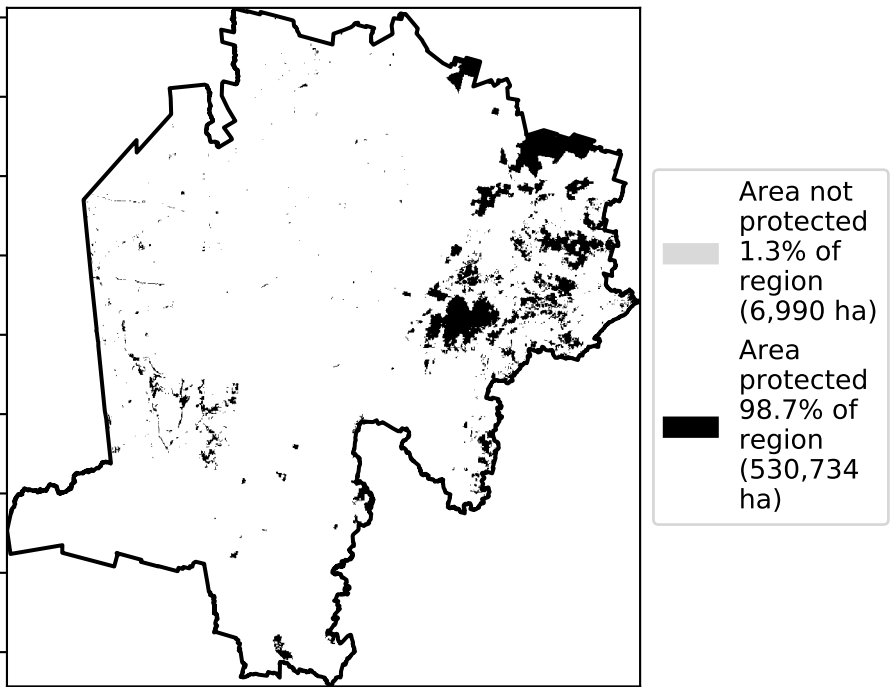 Area not
protected
1.3% of
region
(6,990 ha)
Area
protected
98.7% of
region
(530,734
ha)